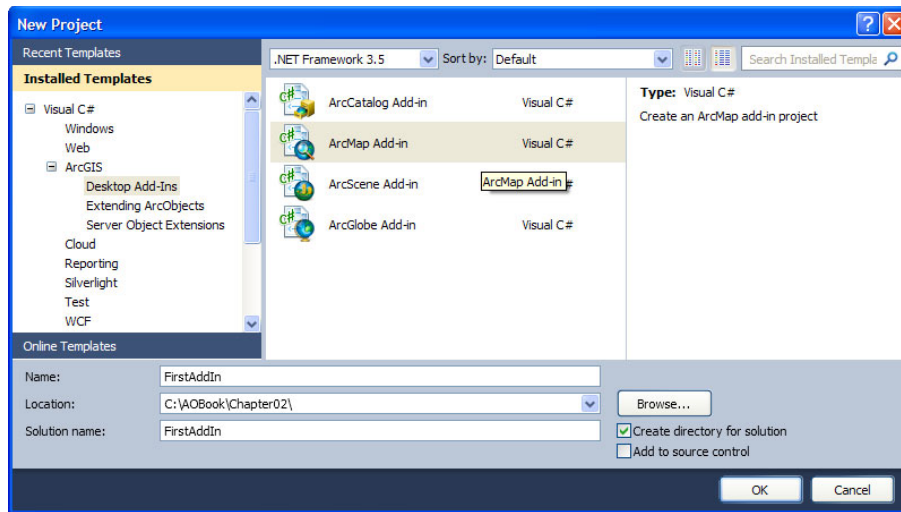 New Project
Recent Templates
Installed Templates
Visual C#
Windows
Web
ArcGIS
Desktop Add-Ins
Extending ArcObjects
Server Object Extensions
Cloud
Reporting
Silverlight
Test
WCF
Online Templates
.NET Framework 3.5 Sort by: Default Search Installed Templa
ArcCatalog Add-in Visual C#
ArcMap Add-in Visual C#
ArcScene Add-in #
ArcMap Add-in
ArcGlobe Add-in Visual C#
Type: Visual C#
Create an ArcMap add-in project
Name: FirstAddIn
Location: C:\AOBook\Chapter02\ Browse...
Solution name: FirstAddIn Create directory for solution
Add to source control
OK Cancel